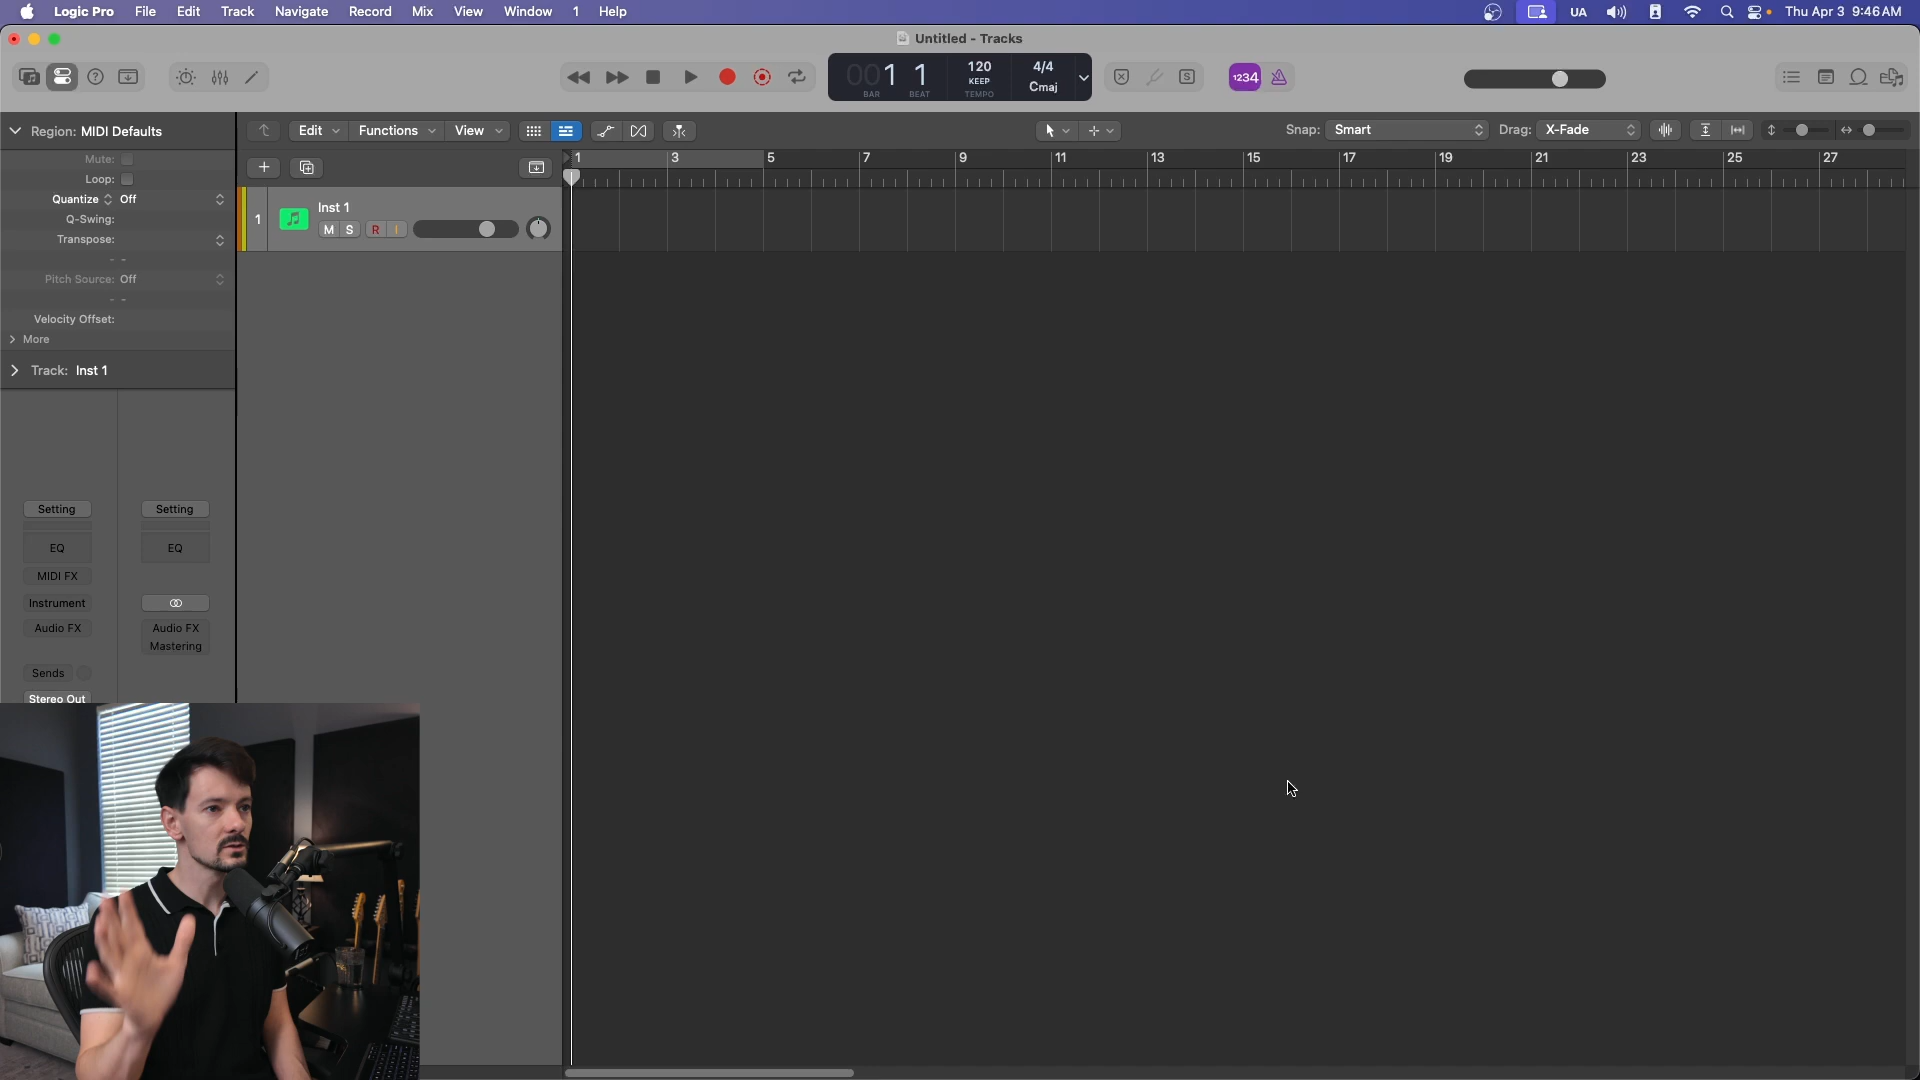 Logic Pro File Edit Track Navigate Record Mix View Window 1 Help UA Thu Apr 3 9:46 AM
Untitled - Tracks
001 1 120 4/4
KEEP Cmaj
BAR BEAT TEMPO
S 1234
Region: MIDI Defaults
Edit Functions View
Snap: Smart Drag: X-Fade
1 3 5 7 9 11 13 15 17 19 21 23 25 27
Mute:
Loop:
Quantize Off
Q-Swing:
Transpose:
- -
Pitch Source: Off
- -
Velocity Offset:
More
Track: Inst 1
1 Inst 1
M S R I
Setting Setting
EQ EQ
MIDI FX
Instrument
Audio FX Audio FX
Mastering
Sends
Stereo Out